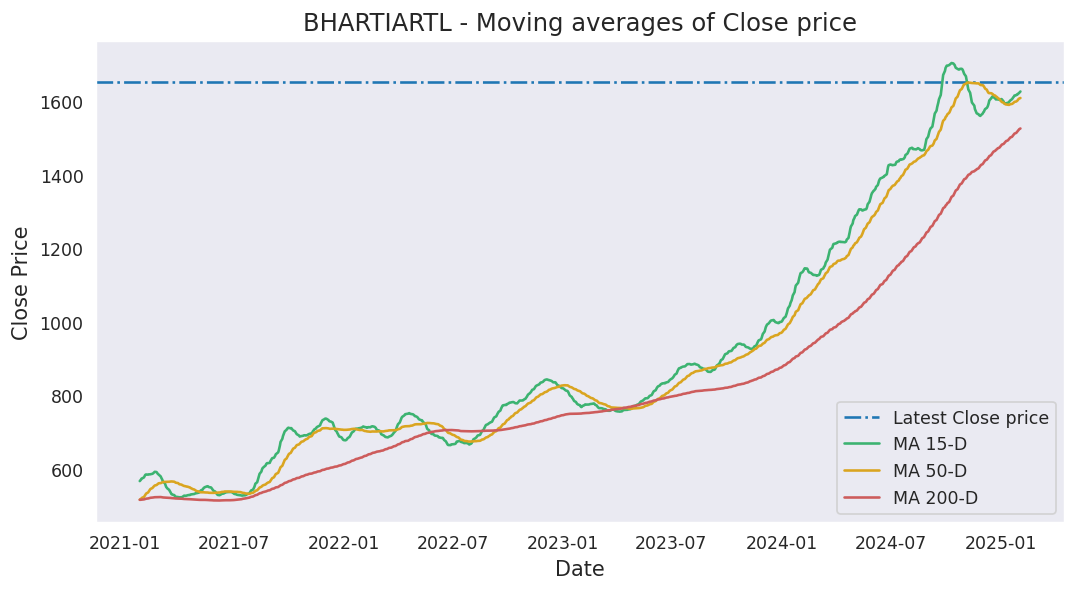 BHARTIARTL - Moving averages of Close price
Close Price
1600
1400
1200
1000
800
600
Latest Close price
MA 15-D
MA 50-D
MA 200-D
2021-01 2021-07 2022-01 2022-07 2023-01 2023-07 2024-01 2024-07 2025-01
Date